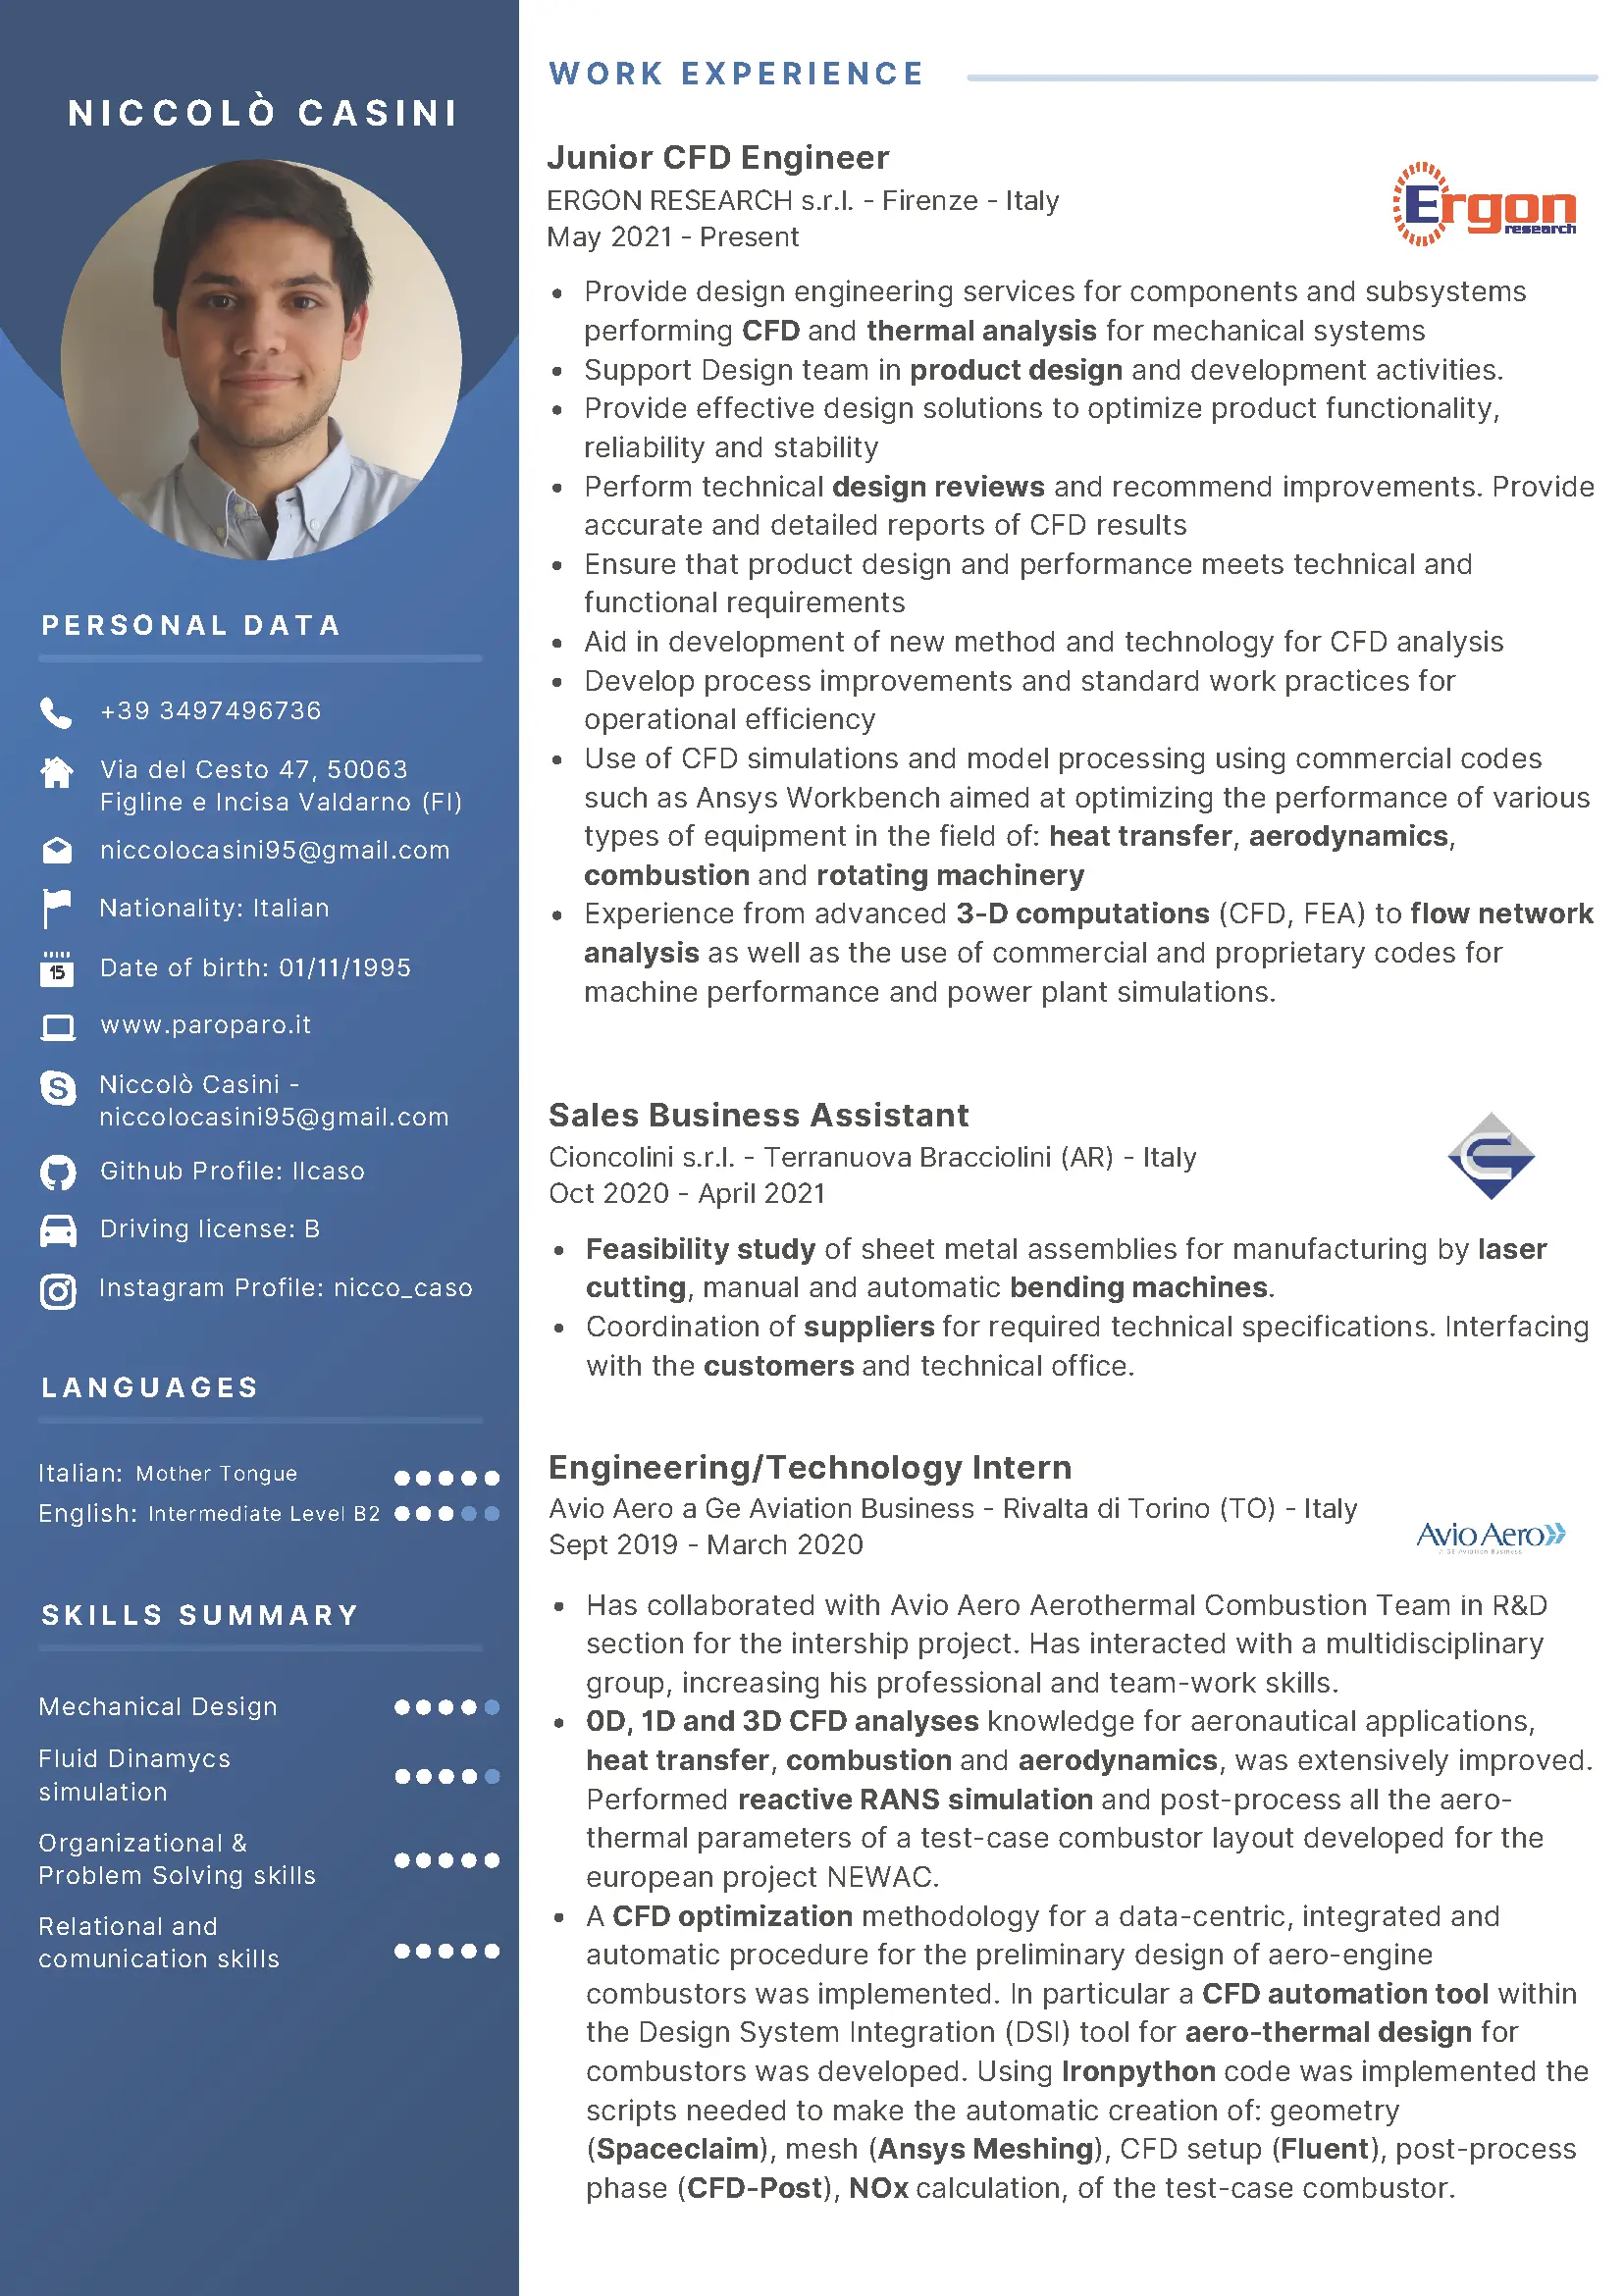 NICCOLÒ CASINI
PERSONAL DATA
+39 3497496736
Via del Cesto 47, 50063
Figline e Incisa Valdarno (FI)
niccolocasini95@gmail.com
Nationality: Italian
15
Date of birth: 01/11/1995
www.paroparo.it
Niccolò Casini -
niccolocasini95@gmail.com
Github Profile: Ilcaso
Driving license: B
Instagram Profile: nicco_caso
LANGUAGES
Italian: Mother Tongue
English: Intermediate Level B2
SKILLS SUMMARY
Mechanical Design
Fluid Dinamycs
simulation
Organizational &
Problem Solving skills
Relational and
comunication skills
WORK EXPERIENCE
Junior CFD Engineer
ERGON RESEARCH s.r.l. - Firenze - Italy
May 2021 - Present
Ergon
research
• Provide design engineering services for components and subsystems
performing CFD and thermal analysis for mechanical systems
• Support Design team in product design and development activities.
• Provide effective design solutions to optimize product functionality,
reliability and stability
• Perform technical design reviews and recommend improvements. Provide
accurate and detailed reports of CFD results
• Ensure that product design and performance meets technical and
functional requirements
• Aid in development of new method and technology for CFD analysis
• Develop process improvements and standard work practices for
operational efficiency
• Use of CFD simulations and model processing using commercial codes
such as Ansys Workbench aimed at optimizing the performance of various
types of equipment in the field of: heat transfer, aerodynamics,
combustion and rotating machinery
• Experience from advanced 3-D computations (CFD, FEA) to flow network
analysis as well as the use of commercial and proprietary codes for
machine performance and power plant simulations.
Sales Business Assistant
Cioncolini s.r.l. - Terranuova Bracciolini (AR) - Italy
Oct 2020 - April 2021
• Feasibility study of sheet metal assemblies for manufacturing by laser
cutting, manual and automatic bending machines.
• Coordination of suppliers for required technical specifications. Interfacing
with the customers and technical office.
Engineering/Technology Intern
Avio Aero a Ge Aviation Business - Rivalta di Torino (TO) - Italy
Sept 2019 - March 2020
Avio Aero
A GE Aviation Business
• Has collaborated with Avio Aero Aerothermal Combustion Team in R&D
section for the intership project. Has interacted with a multidisciplinary
group, increasing his professional and team-work skills.
• 0D, 1D and 3D CFD analyses knowledge for aeronautical applications,
heat transfer, combustion and aerodynamics, was extensively improved.
Performed reactive RANS simulation and post-process all the aero-
thermal parameters of a test-case combustor layout developed for the
european project NEWAC.
• A CFD optimization methodology for a data-centric, integrated and
automatic procedure for the preliminary design of aero-engine
combustors was implemented. In particular a CFD automation tool within
the Design System Integration (DSI) tool for aero-thermal design for
combustors was developed. Using Ironpython code was implemented the
scripts needed to make the automatic creation of: geometry
(Spaceclaim), mesh (Ansys Meshing), CFD setup (Fluent), post-process
phase (CFD-Post), NOx calculation, of the test-case combustor.